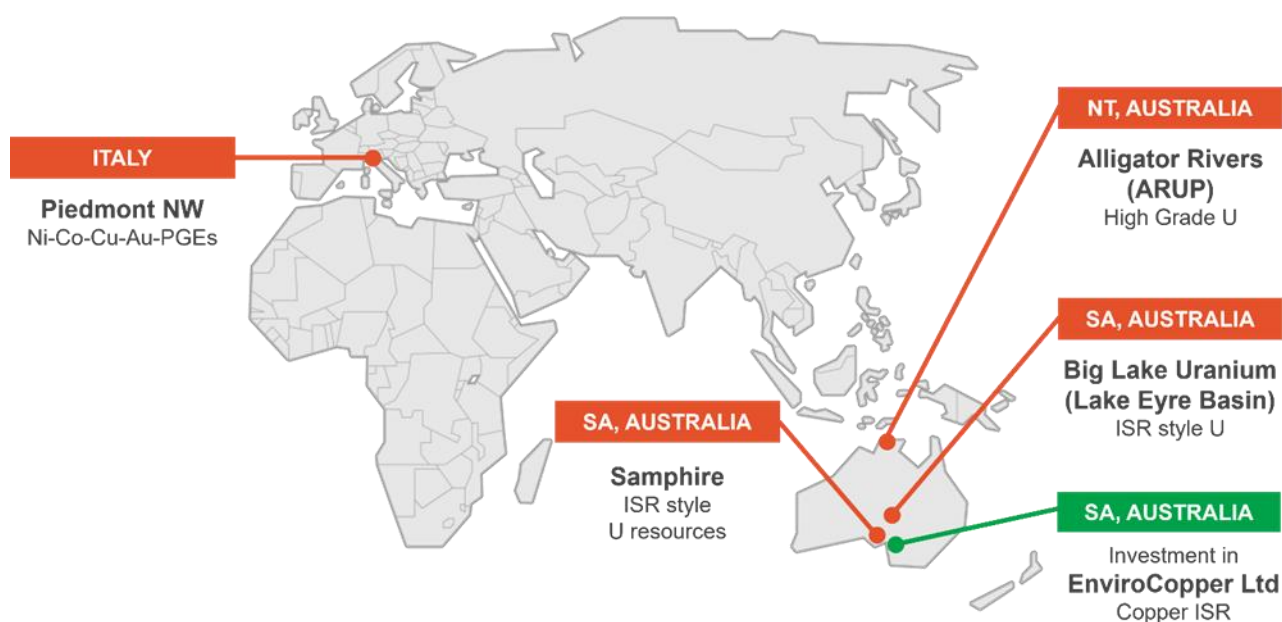 ITALY
Piedmont NW
Ni-Co-Cu-Au-PGEs
SA, AUSTRALIA
Samphire
ISR style
U resources
NT, AUSTRALIA
Alligator Rivers
(ARUP)
High Grade U
SA, AUSTRALIA
Big Lake Uranium
(Lake Eyre Basin)
ISR style U
SA, AUSTRALIA
Investment in
EnviroCopper Ltd
Copper ISR